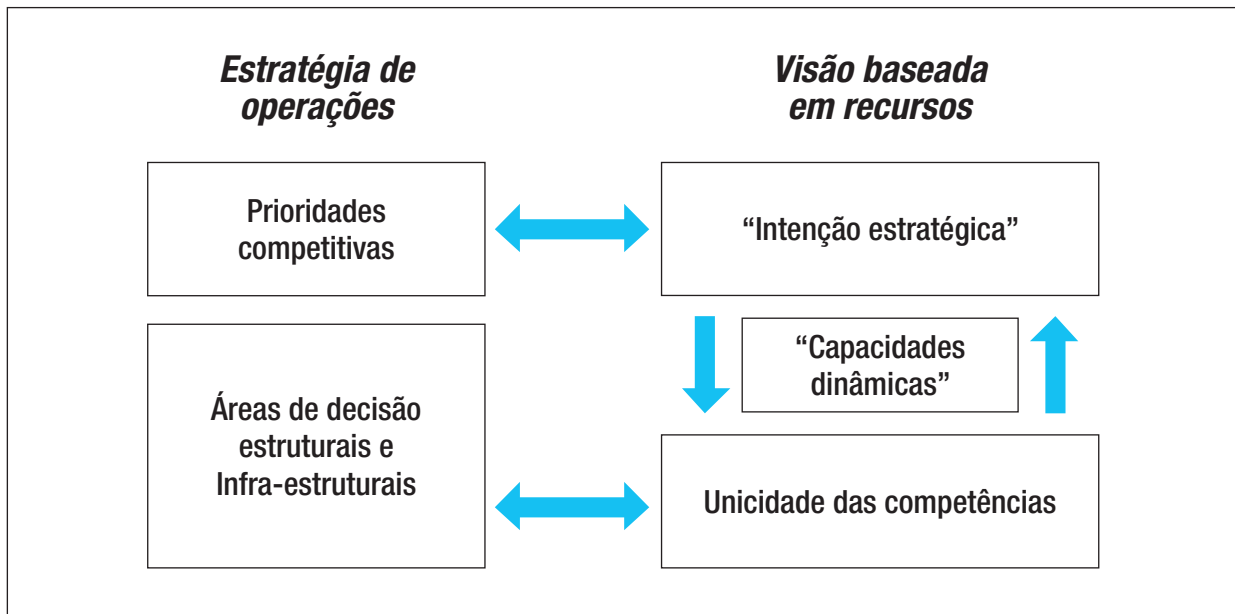 Estratégia de
operações
Visão baseada
em recursos
Prioridades
competitivas
“Intenção estratégica”
“Capacidades
dinâmicas”
Áreas de decisão
estruturais e
Infra-estruturais
Unicidade das competências